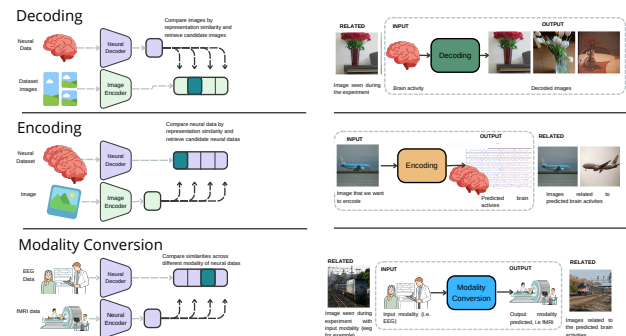 Decoding
Neural
Data
Neural
Decoder
Compare images by
representation similarity and
retrieve candidate images
Dataset
images
Image
Encoder
RELATED
INPUT
OUTPUT
Decoding
Image seen during
the experiment
Brain activity
Decoded images
Encoding
Neural
Dataset
Neural
Decoder
Compare neural data by
representation similarity and
retrieve candidate neural datas
Image
Image
Encoder
INPUT
OUTPUT
RELATED
Encoding
Image that we want
to encode
Predicted brain
activies
Images related to
predicted brain activites
Modality Conversion
EEG
Data
Neural
Decoder
Compare similarities across
different modality of neural datas
fMRI data
Neural
Encoder
RELATED
INPUT
OUTPUT
RELATED
Modality
Conversion
Image seen during
experiment with
input modality (eeg
for example)
Input modality (i.e.
EEG)
Output modality
predicted, i.e fMRI
Images related to
the predicted brain
activities